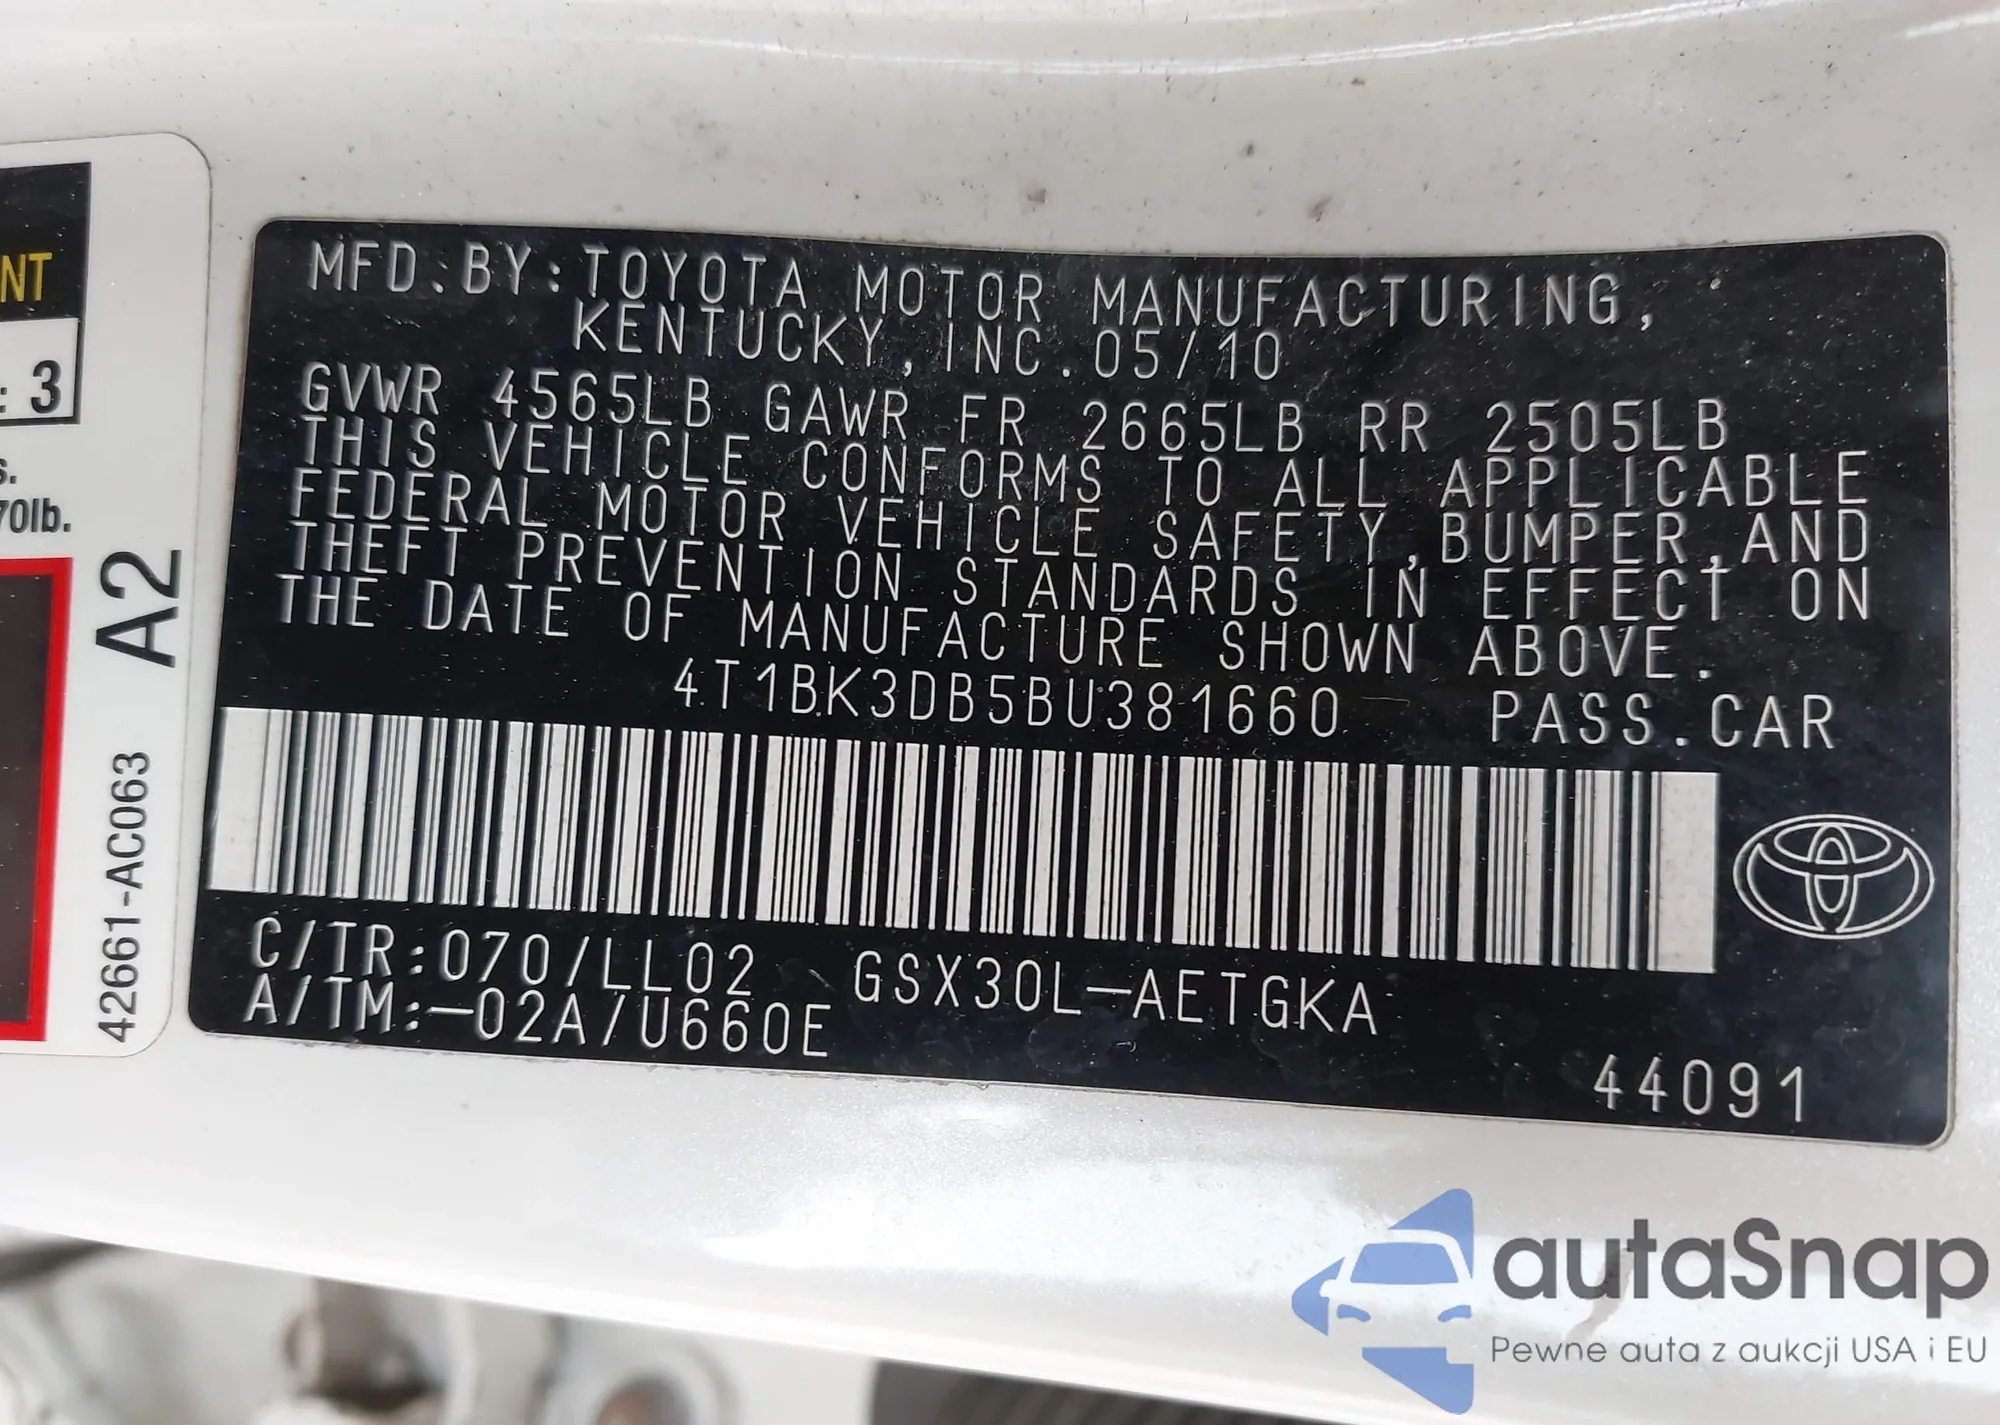 NT
: 3
s.
70lb.
A2
42661-AC063
MFD.BY:TOYOTA MOTOR MANUFACTURING,
KENTUCKY,INC.05/10
GVWR 4565LB GAWR FR 2665LB RR 2505LB
THIS VEHICLE CONFORMS TO ALL APPLICABLE
FEDERAL MOTOR VEHICLE SAFETY,BUMPER,AND
THEFT PREVENTION STANDARDS IN EFFECT ON
THE DATE OF MANUFACTURE SHOWN ABOVE.
4T1BK3DB5BU381660 PASS.CAR
C/TR:070/LL02 GSX30L-AETGKA
A/TM:-02A/U660E
44091
autaSnap
Pewne auta z aukcji USA i EU